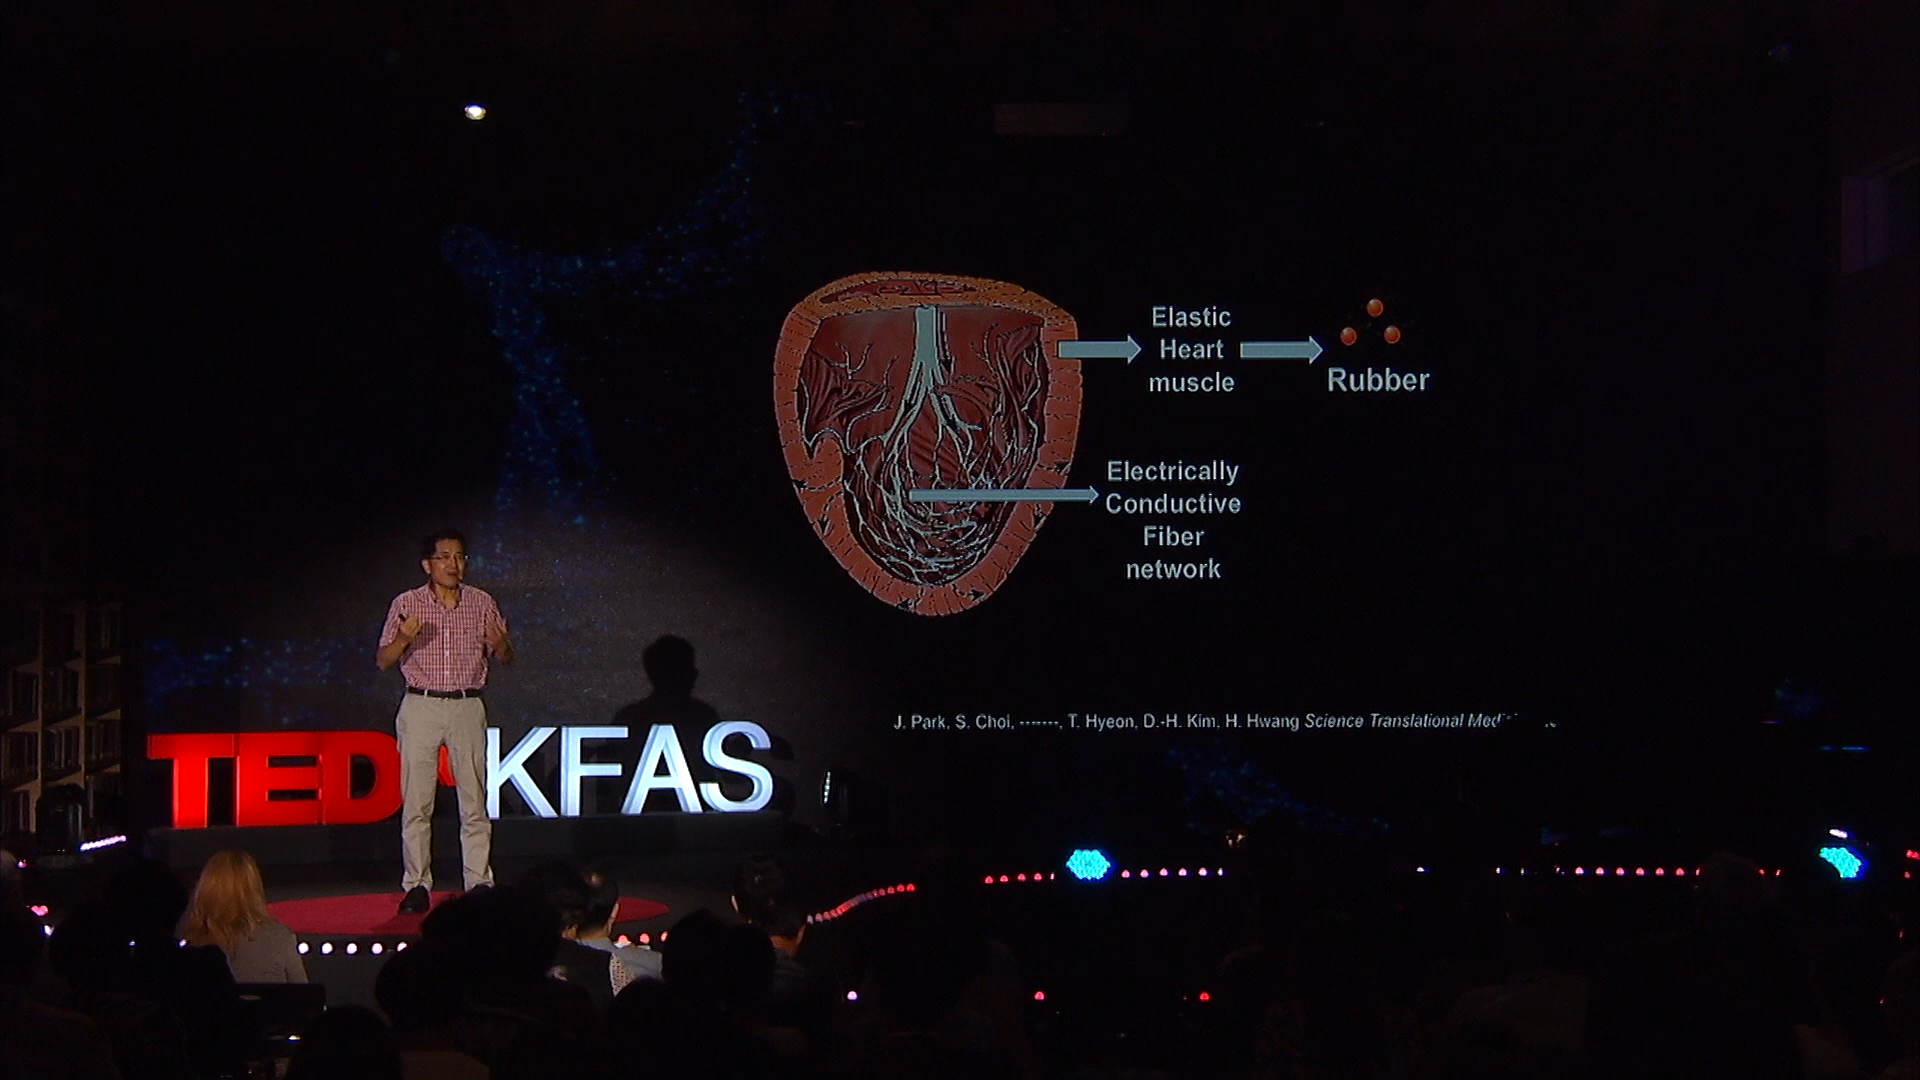 Elastic
Heart
muscle
Rubber
Electrically
Conductive
Fiber
network
J. Park, S. Choi, -------, T. Hyeon, D.-H. Kim, H. Hwang Science Translational
TED KFAS